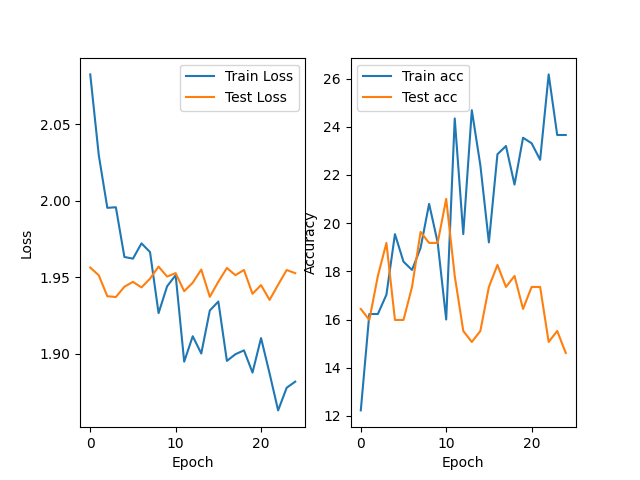 Train Loss
Test Loss
2.05
2.00
1.95
1.90
Loss
0
10
20
Epoch
Train acc
Test acc
26
24
22
20
18
16
14
12
Accuracy
0
10
20
Epoch